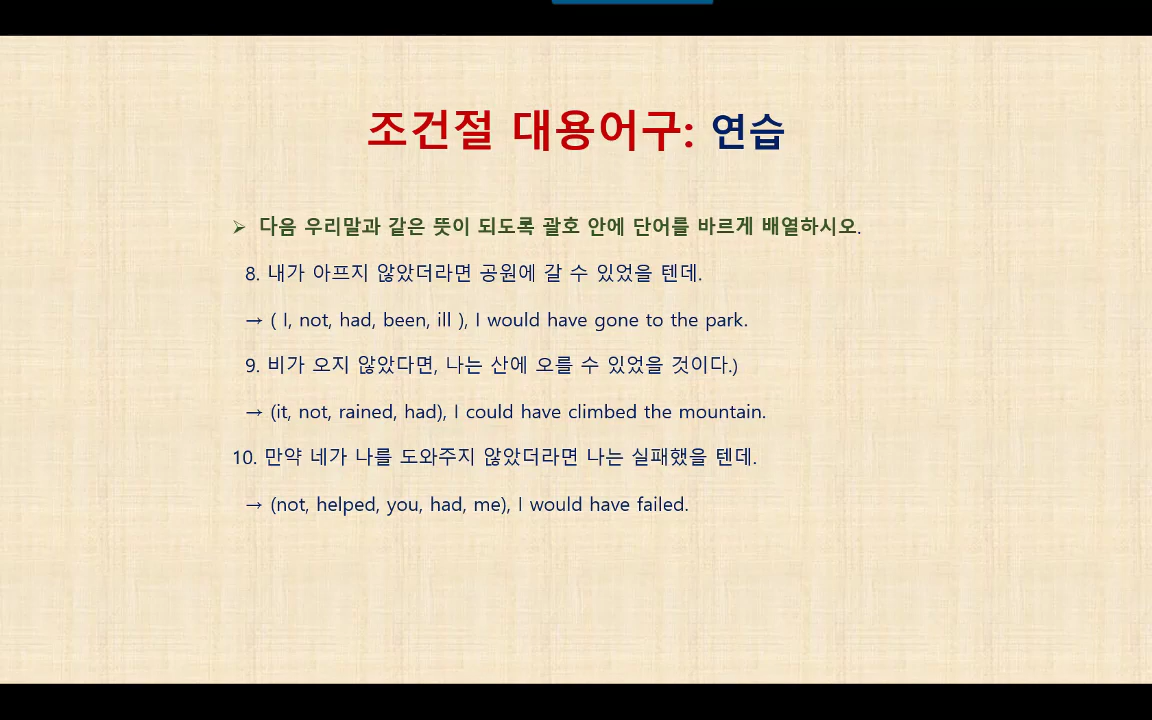 조건절 대용어구: 연습
➢ 다음 우리말과 같은 뜻이 되도록 괄호 안에 단어를 바르게 배열하시오.
8. 내가 아프지 않았더라면 공원에 갈 수 있었을 텐데.
→ ( I, not, had, been, ill ), I would have gone to the park.
9. 비가 오지 않았다면, 나는 산에 오를 수 있었을 것이다.)
→ (it, not, rained, had), I could have climbed the mountain.
10. 만약 네가 나를 도와주지 않았더라면 나는 실패했을 텐데.
→ (not, helped, you, had, me), I would have failed.